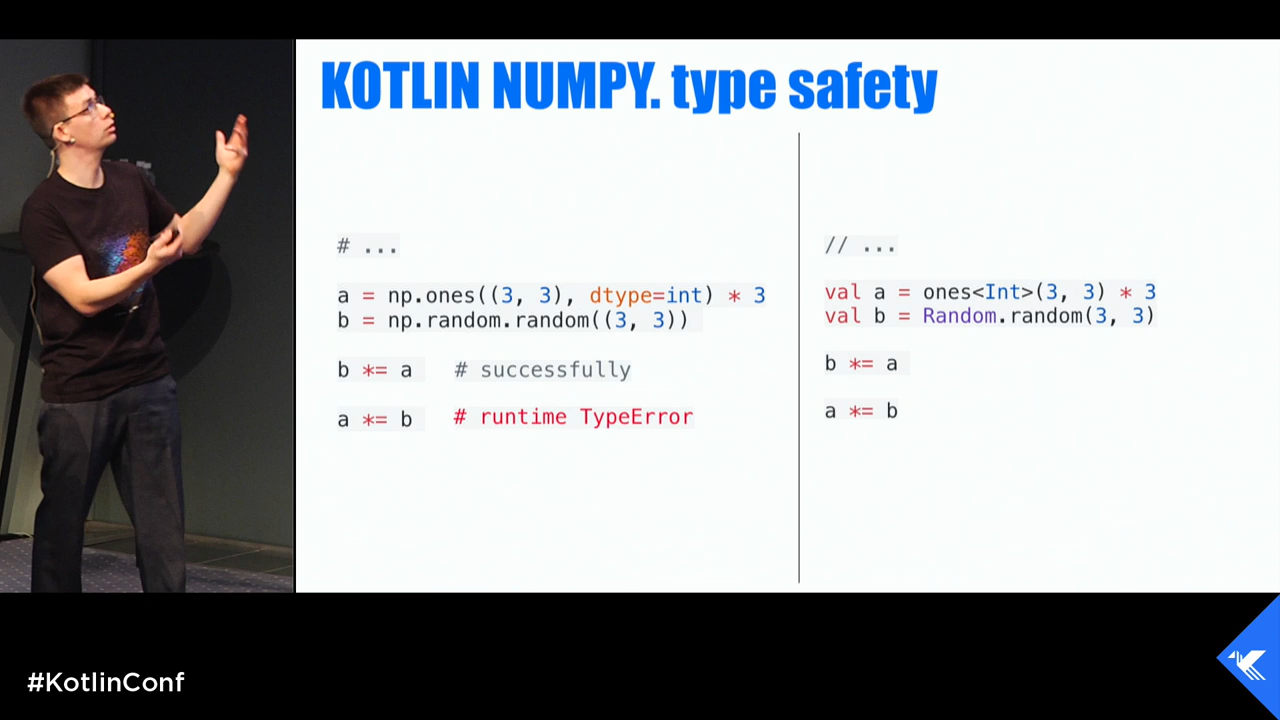 KOTLIN NUMPY. type safety
# ...
a = np.ones((3, 3), dtype=int) * 3
b = np.random.random((3, 3))
b *= a # successfully
a *= b # runtime TypeError
// ...
val a = ones<Int>(3, 3) * 3
val b = Random.random(3, 3)
b *= a
a *= b
#KotlinConf